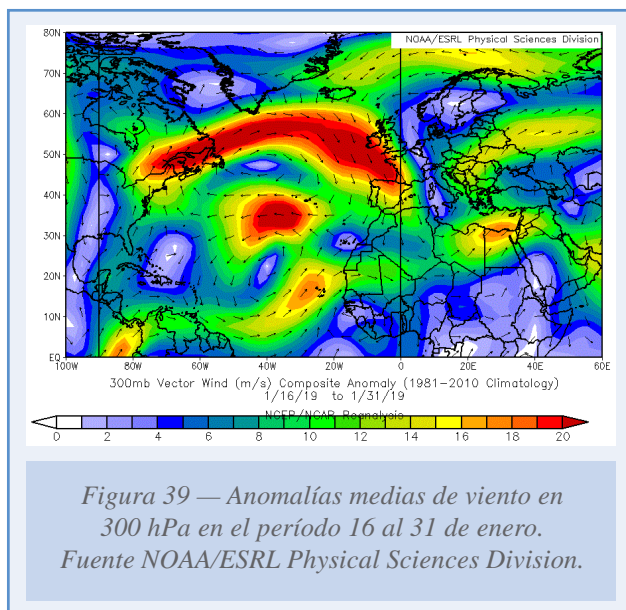 NOAA/ESRL Physical Sciences Division
80N
70N
60N
50N
40N
30N
20N
10N
EQ
100W 80W 60W 40W 20W 0 20E 40E 60E
300mb Vector Wind (m/s) Composite Anomaly (1981-2010 Climatology)
1/16/19 to 1/31/19
NCEP/NCAR Reanalysis
0 2 4 6 8 10 12 14 16 18 20
Figura 39 — Anomalías medias de viento en
300 hPa en el período 16 al 31 de enero.
Fuente NOAA/ESRL Physical Sciences Division.